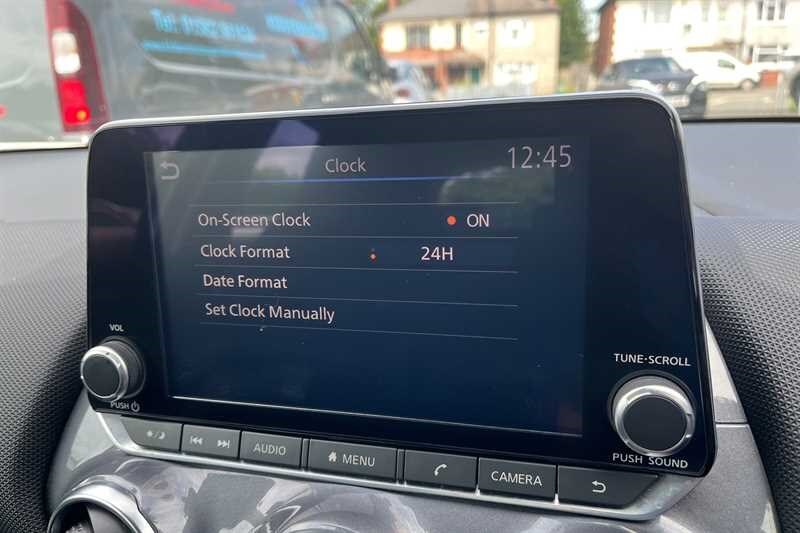 Clock
12:45
On-Screen Clock ON
Clock Format 24H
Date Format
Set Clock Manually
VOL
PUSH
TUNE·SCROLL
PUSH SOUND
AUDIO
MENU
CAMERA